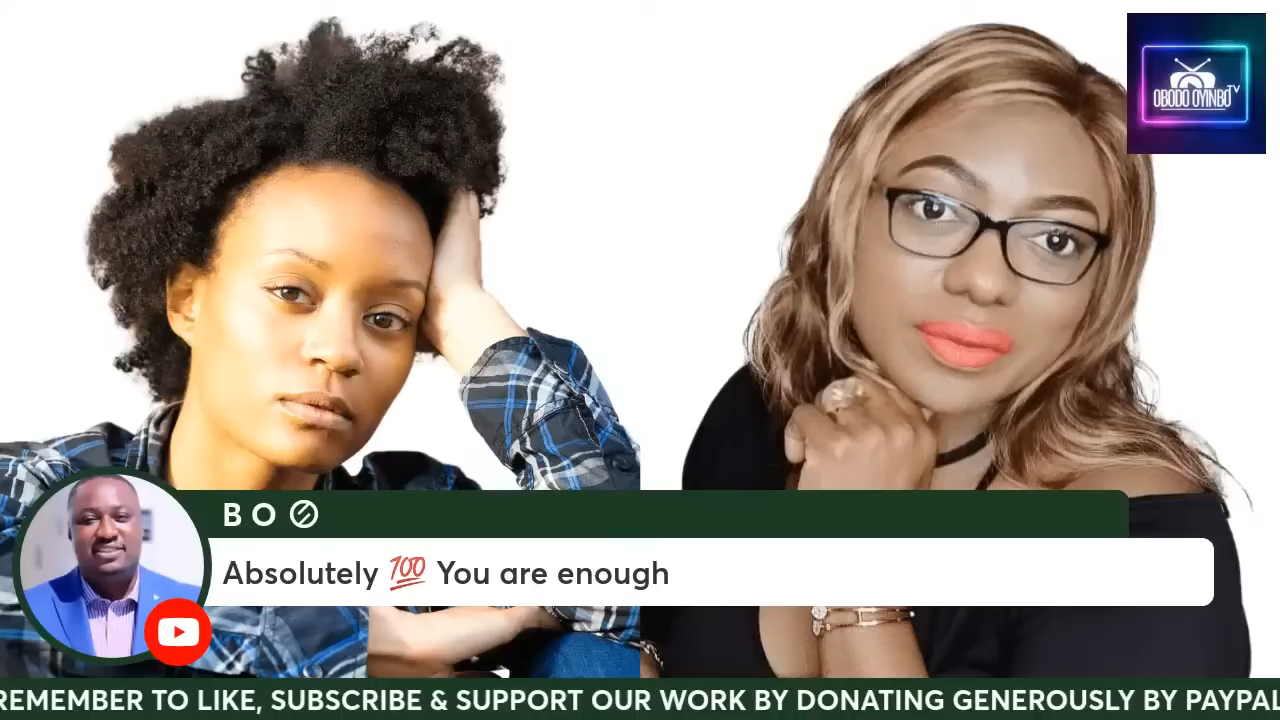 OBODO OYINBO TV
B O
Absolutely 💯 You are enough
REMEMBER TO LIKE, SUBSCRIBE & SUPPORT OUR WORK BY DONATING GENEROUSLY BY PAYPAL